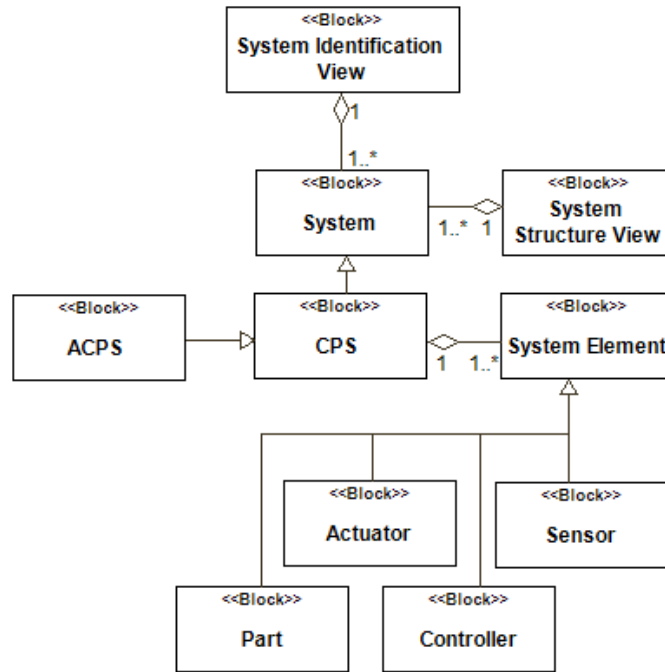 <<Block>>
System Identification
View
1
1..*
<<Block>>
System
1..*
1
<<Block>>
System
Structure View
<<Block>>
ACPS
<<Block>>
CPS
1
1..*
<<Block>>
System Element
<<Block>>
Actuator
<<Block>>
Sensor
<<Block>>
Part
<<Block>>
Controller